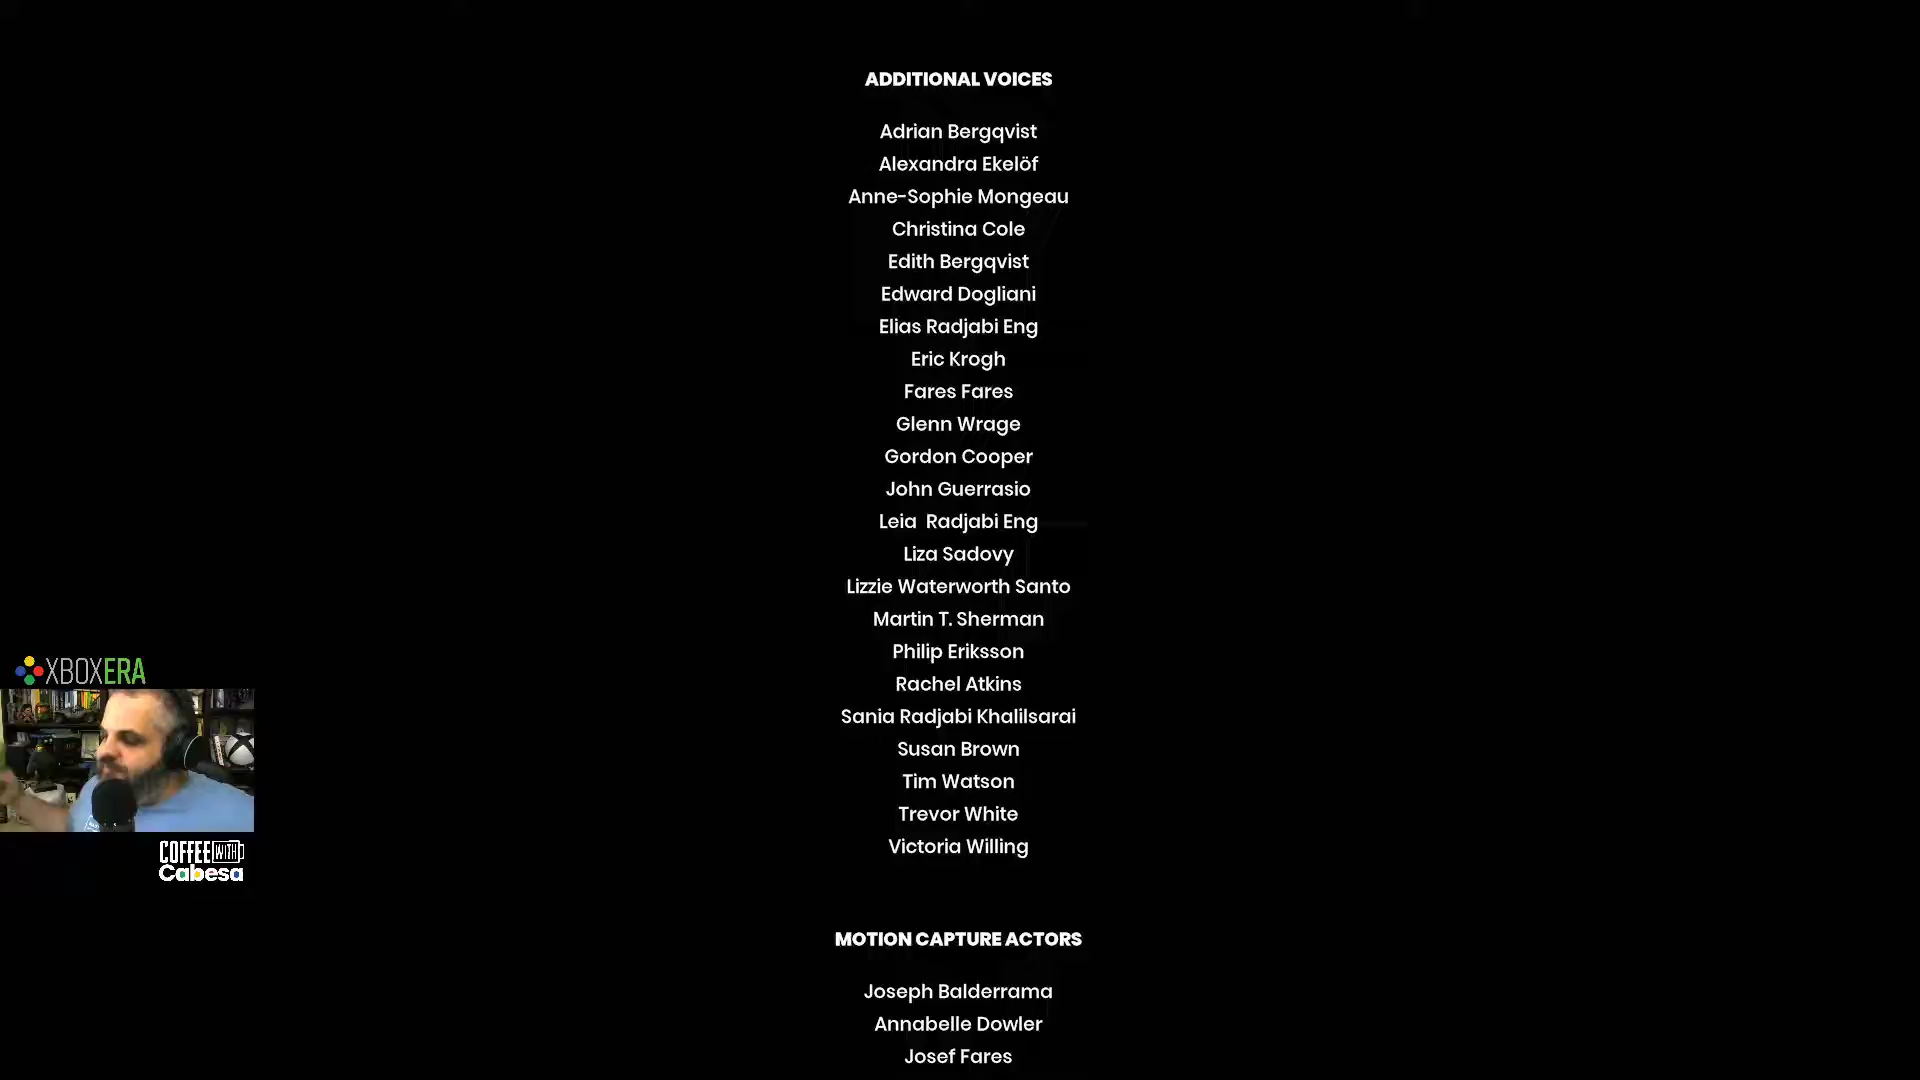 ADDITIONAL VOICES
Adrian Bergqvist
Alexandra Ekelöf
Anne-Sophie Mongeau
Christina Cole
Edith Bergqvist
Edward Dogliani
Elias Radjabi Eng
Eric Krogh
Fares Fares
Glenn Wrage
Gordon Cooper
John Guerrasio
Leia  Radjabi Eng
Liza Sadovy
Lizzie Waterworth Santo
Martin T. Sherman
Philip Eriksson
Rachel Atkins
Sania Radjabi Khalilsarai
Susan Brown
Tim Watson
Trevor White
Victoria Willing
MOTION CAPTURE ACTORS
Joseph Balderrama
Annabelle Dowler
Josef Fares
XBOXERA
COFFEE WITH
Cabesa